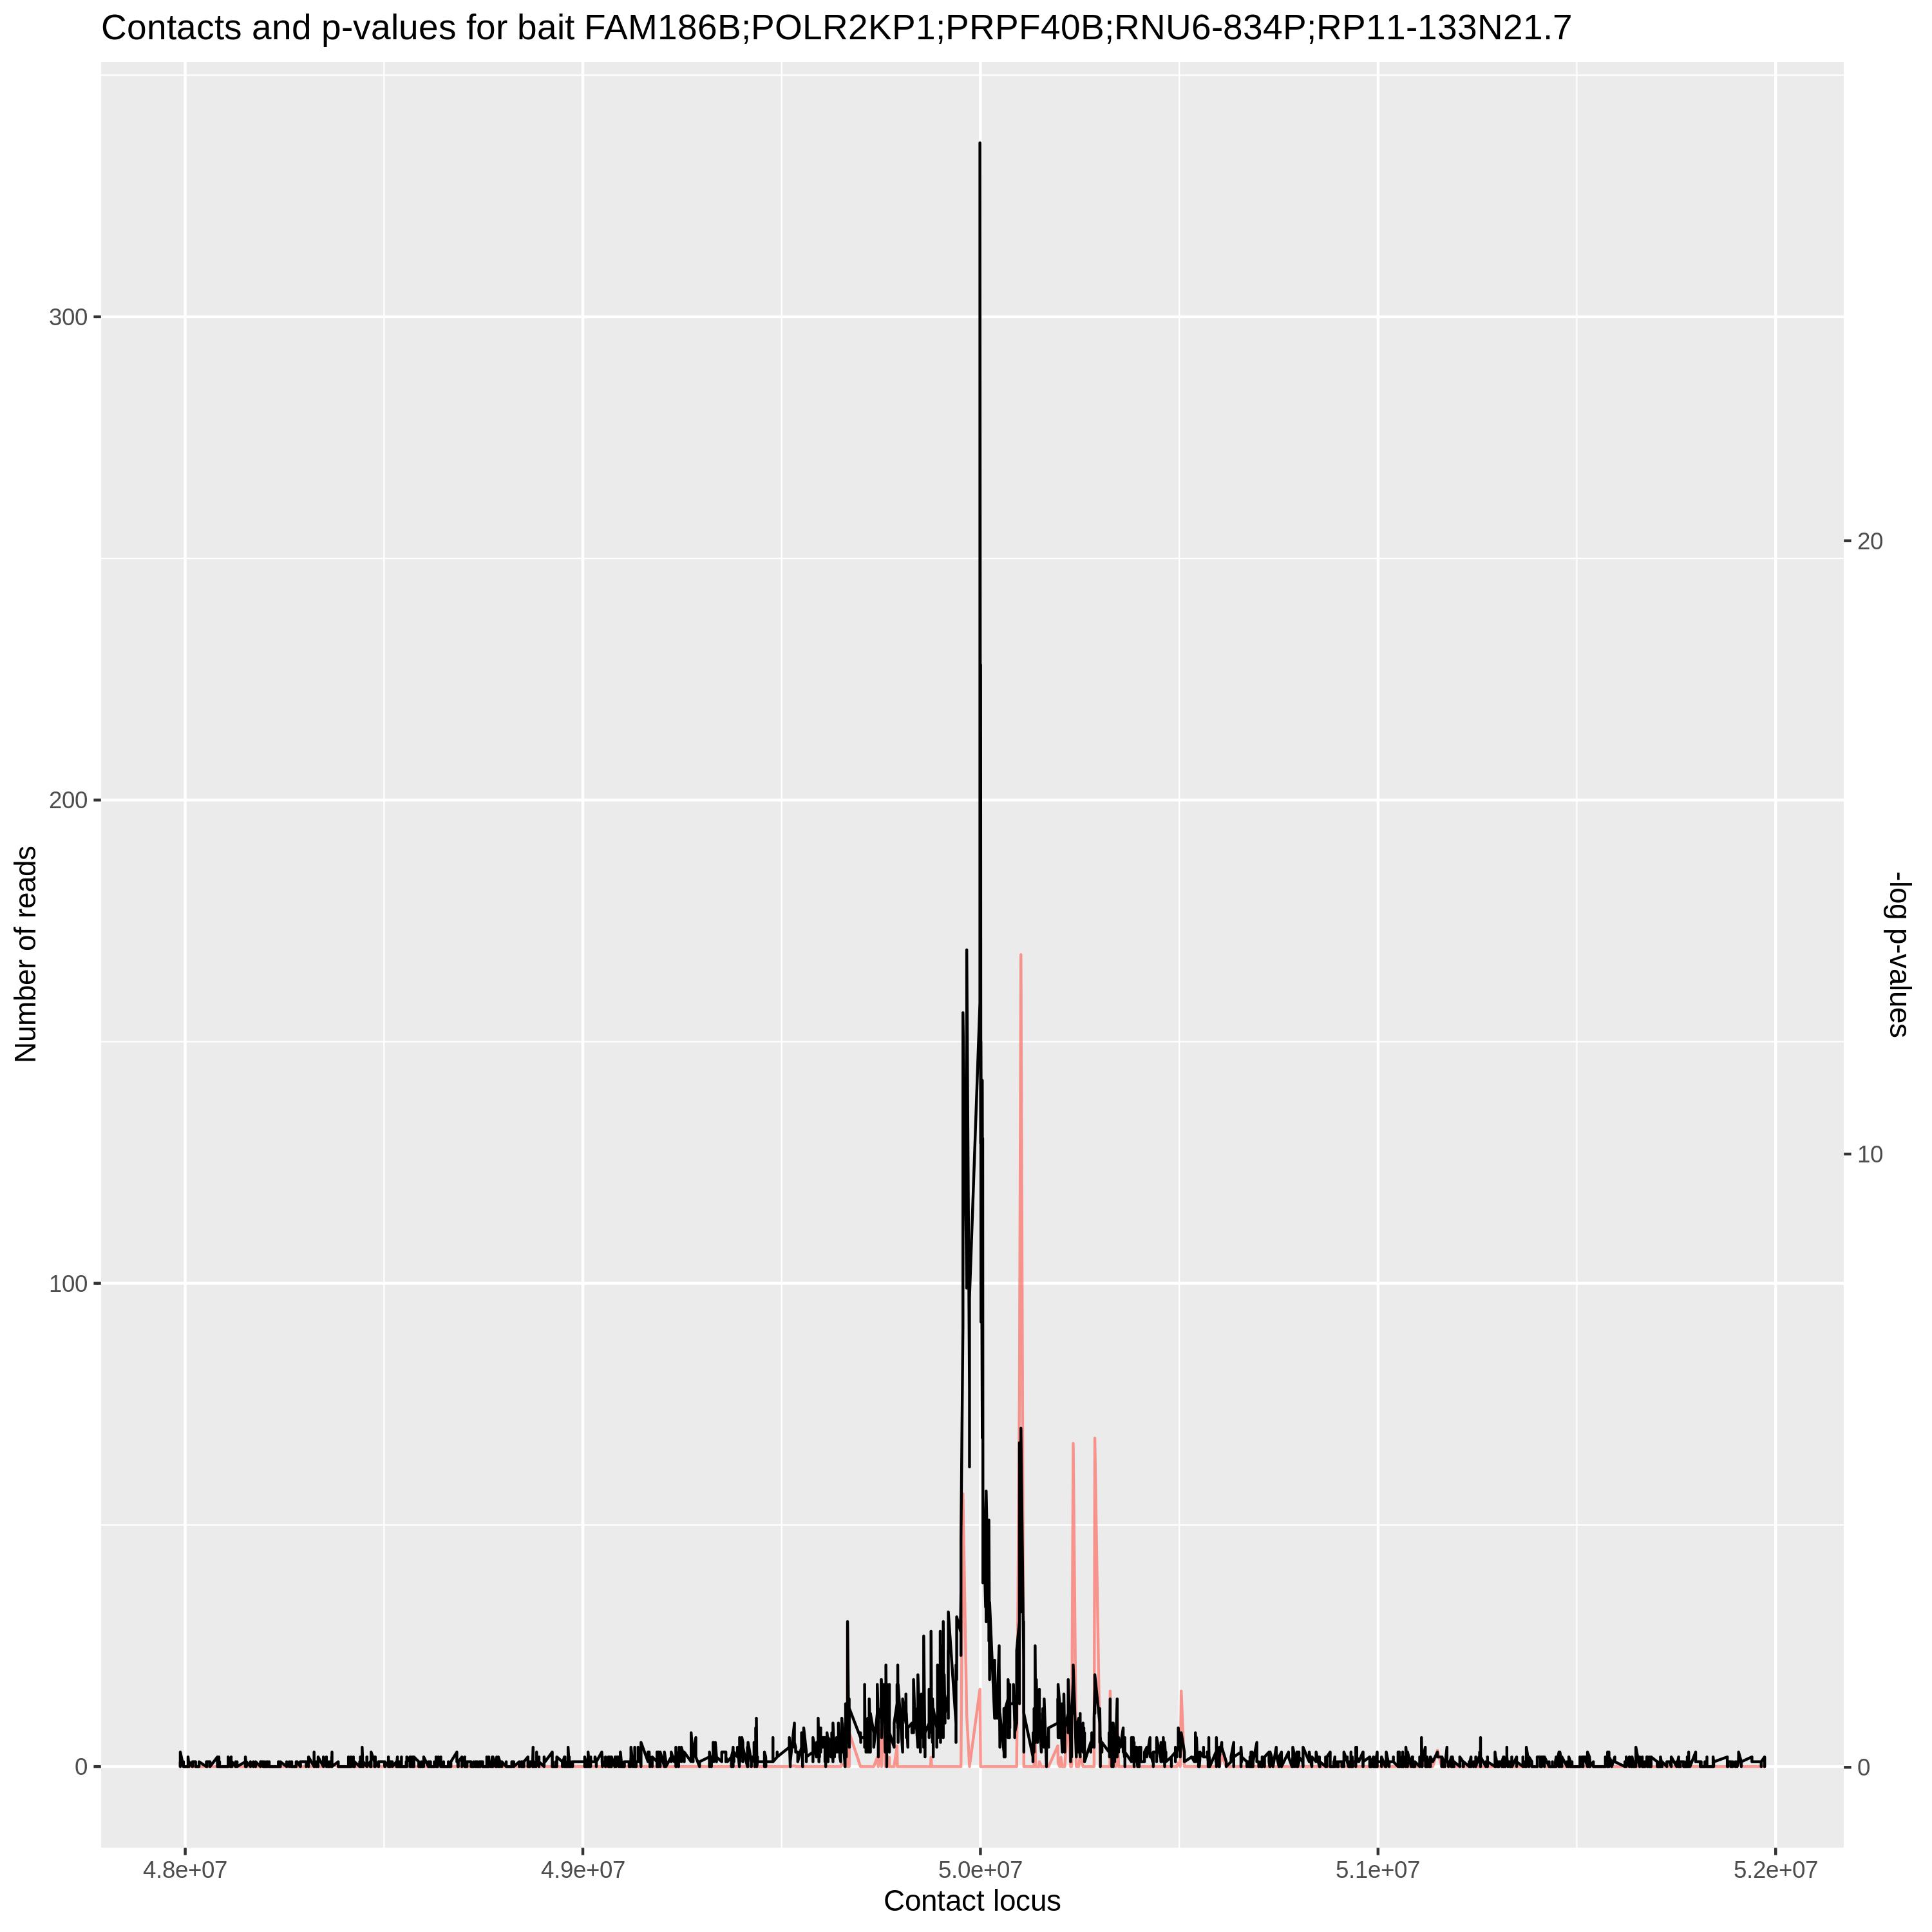 Contacts and p-values for bait FAM186B;POLR2KP1;PRPF40B;RNU6-834P;RP11-133N21.7
300
200
100
0
Number of reads
20
10
0
-log p-values
4.8e+07 4.9e+07 5.0e+07 5.1e+07 5.2e+07
Contact locus